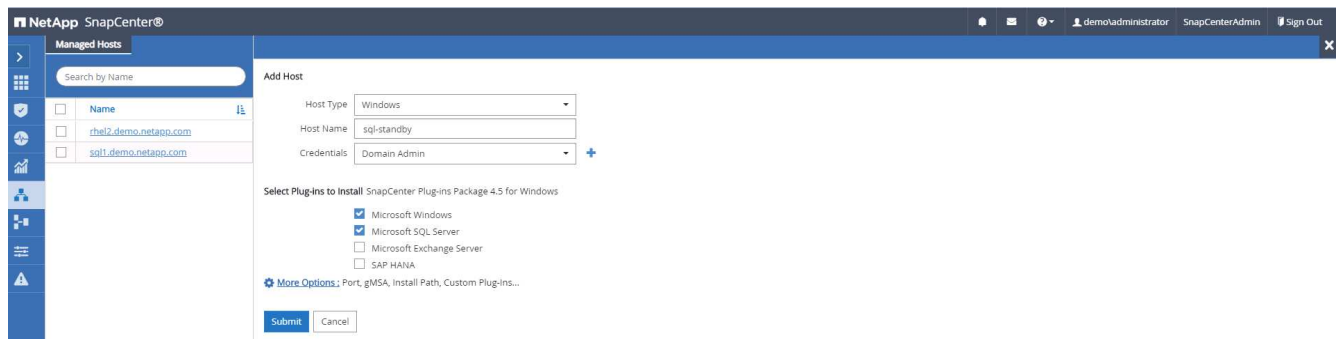 NetApp SnapCenter®
demo\administrator SnapCenterAdmin Sign Out
Managed Hosts
Search by Name
Name
rhel2.demo.netapp.com
sql1.demo.netapp.com
Add Host
Host Type Windows
Host Name sql-standby
Credentials Domain Admin
Select Plug-ins to Install SnapCenter Plug-ins Package 4.5 for Windows
Microsoft Windows
Microsoft SQL Server
Microsoft Exchange Server
SAP HANA
More Options : Port, gMSA, Install Path, Custom Plug-Ins...
Submit Cancel